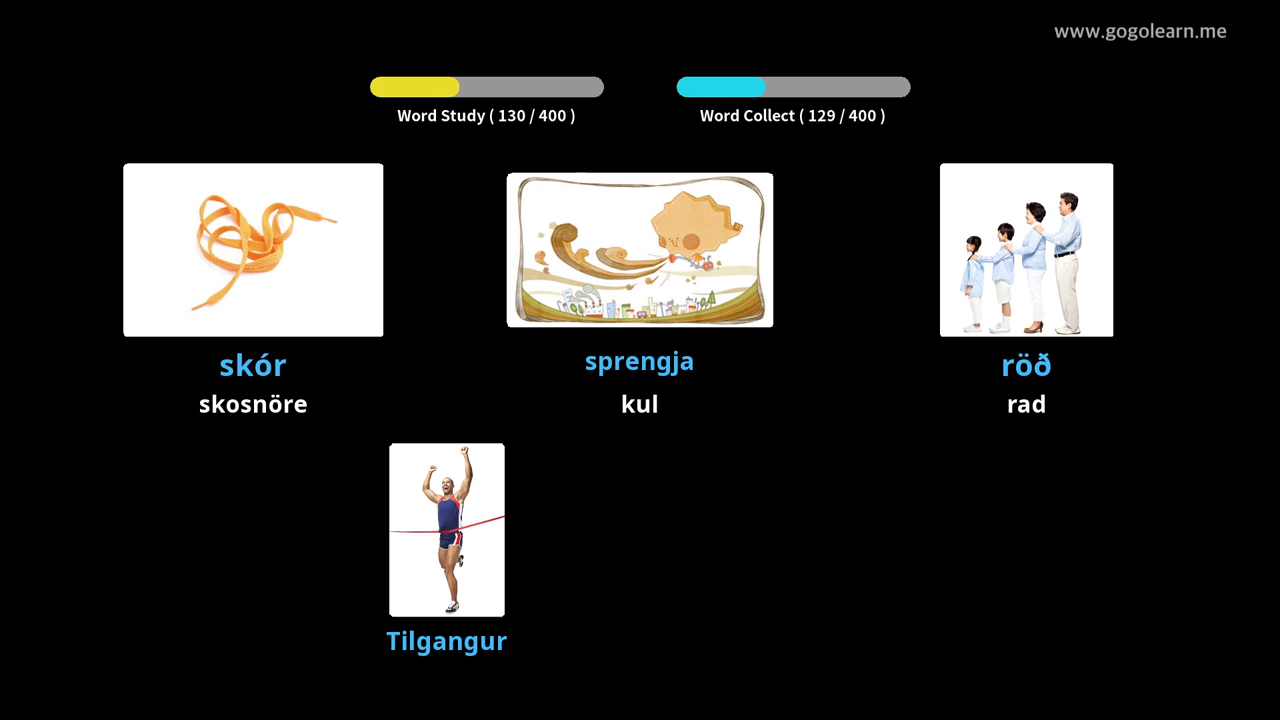 www.gogolearn.me
Word Study ( 130 / 400 )
Word Collect ( 129 / 400 )
skór
skosnöre
sprengja
kul
röð
rad
Tilgangur